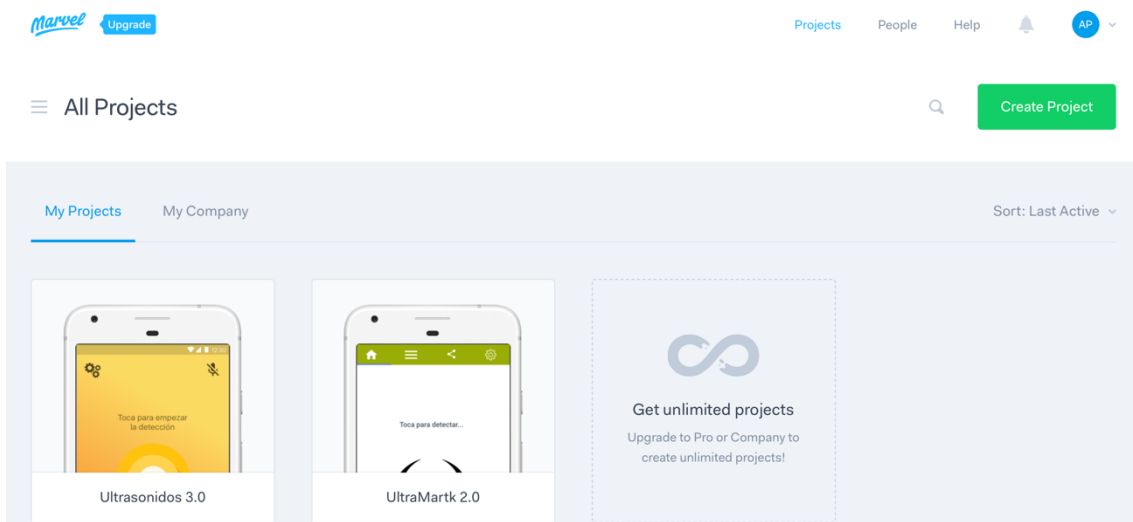 Marvel
Upgrade
Projects
People
Help
AP
All Projects
Create Project
My Projects
My Company
Sort: Last Active
Toca para empezar
la detección
Ultrasonidos 3.0
Toca para detectar...
UltraMartk 2.0
Get unlimited projects
Upgrade to Pro or Company to
create unlimited projects!